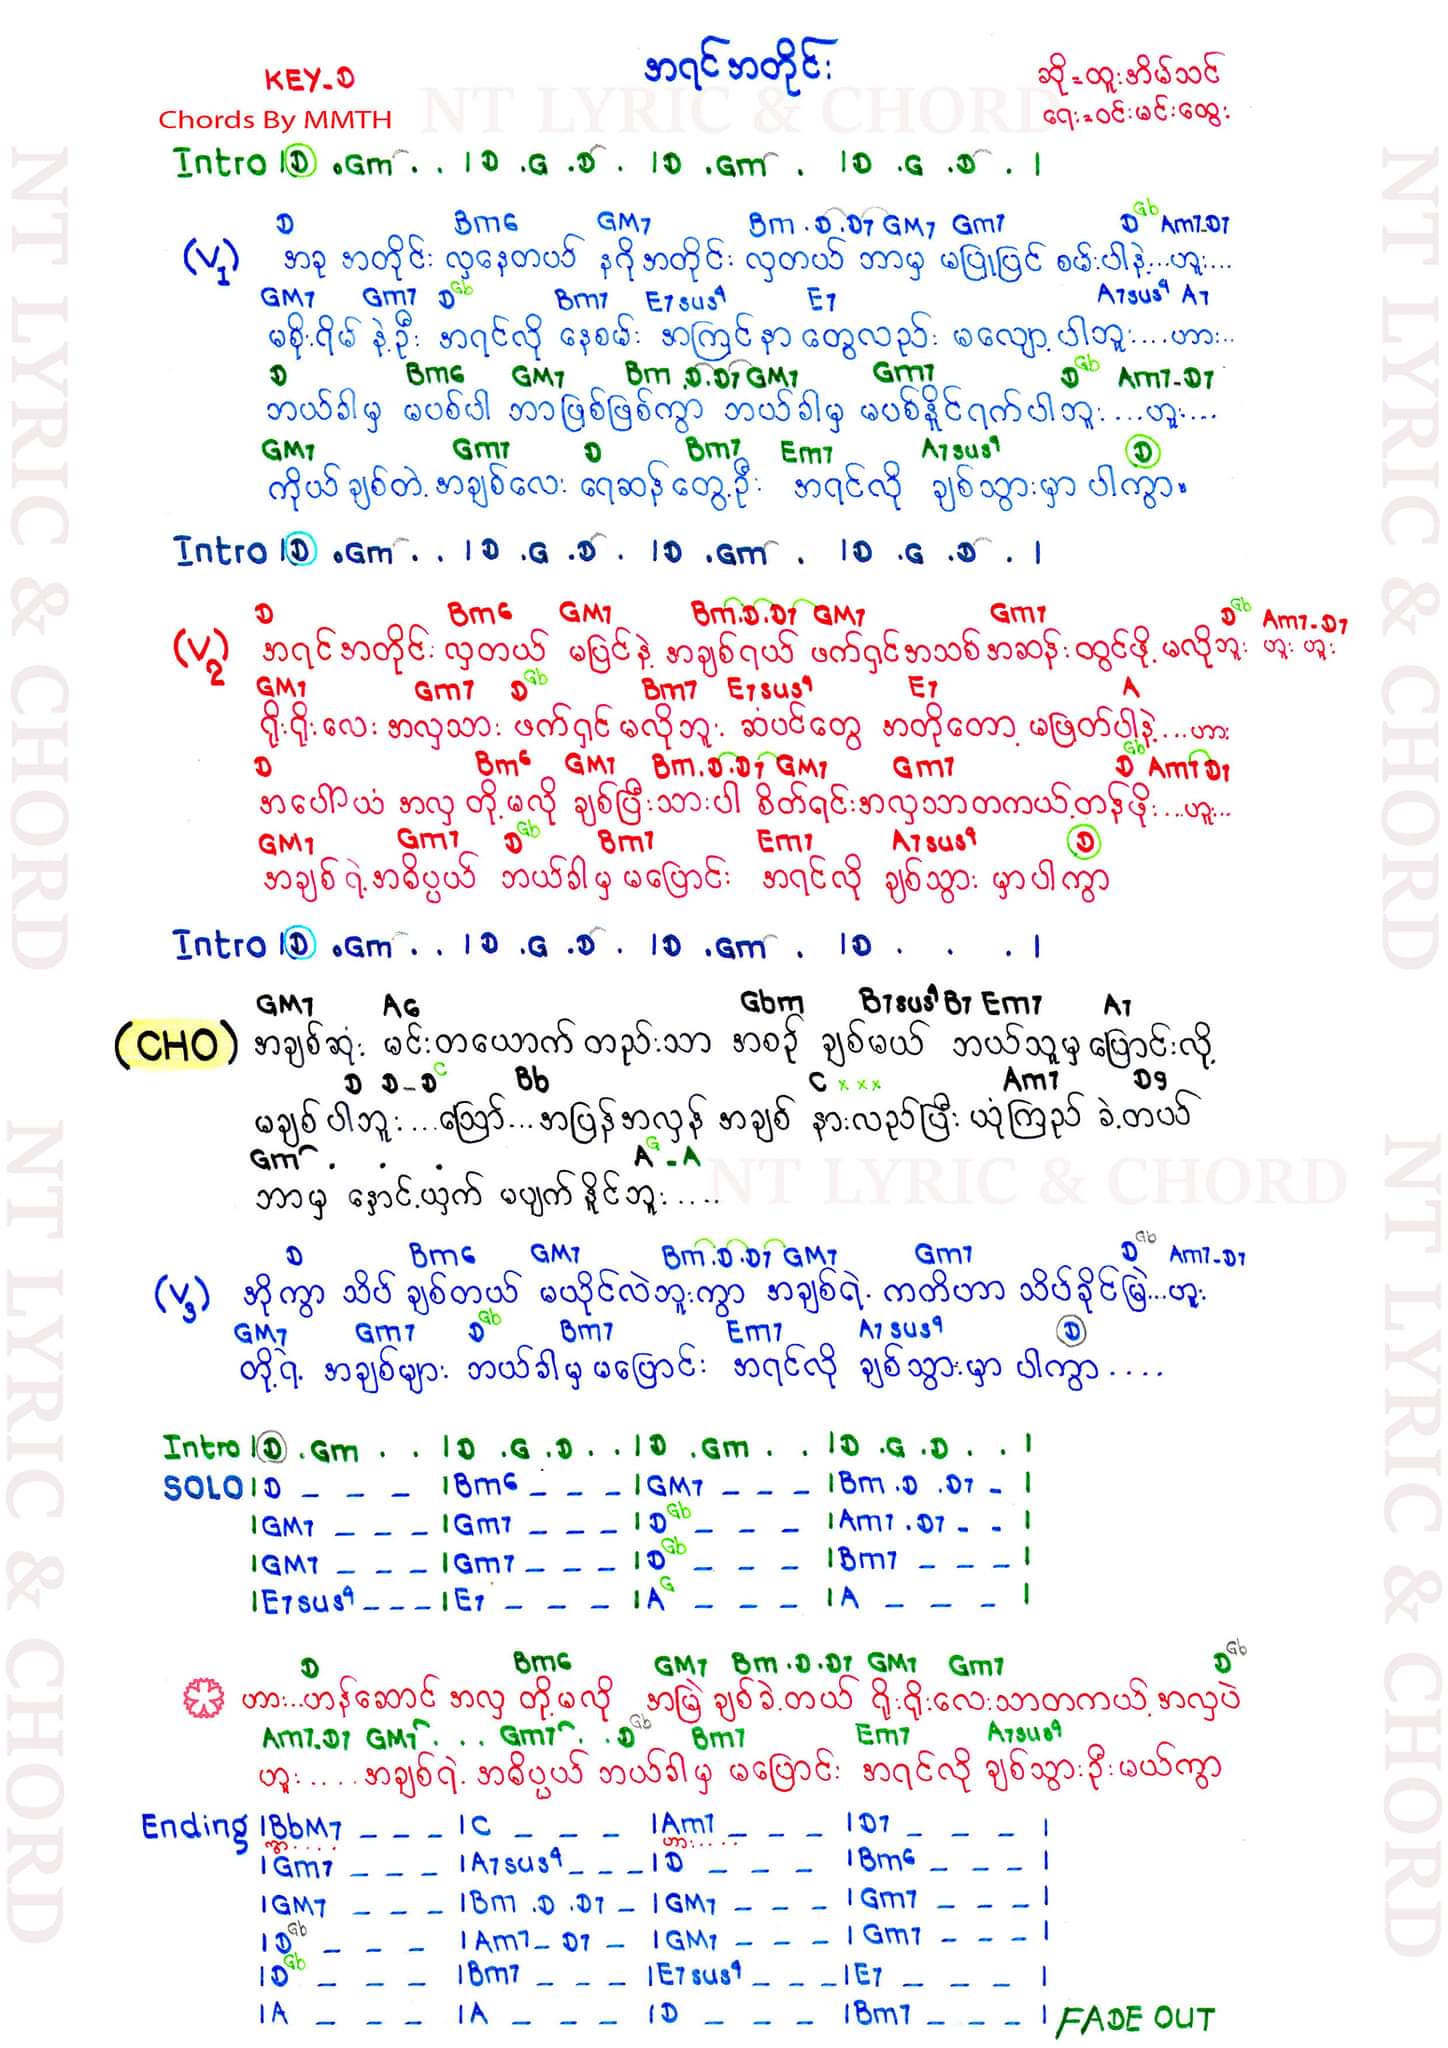 အရင်အတိုင်း
KEY-D
ဆို=ထူးအိမ်သင်
Chords By MMTH
ရေး=ဝင်းမင်းထွေး
NT LYRIC & CHORD
Intro |D .Gm . . |D .G .D . |D .Gm . |D .G .D . |
D Bm6 GM7 Bm.D.D7 GM7 Gm7 D Gb Am7-D7
(V1) အခု အတိုင်း လှနေတယ် နဂိုအတိုင်း လှတယ် ဘာမှ မပြုပြင် စမ်းပါနဲ့...ဟူး...
GM7 Gm7 D Gb Bm7 E7sus4 E7 A7sus4 A7
မစိုးရိမ် နဲ့ဦး အရင်လို နေစမ်း အကြင်နာ တွေလည်း မလျော့ ပါဘူး....ဟား..
D Bm6 GM7 Bm.D.D7 GM7 Gm7 D Gb Am7-D7
ဘယ်ခါမှ မပစ်ပါ ဘာဖြစ်ဖြစ်ကွာ ဘယ်ခါမှ မပစ်နိူင်ရက်ပါဘူး....ဟူး....
GM7 Gm7 D Bm7 Em7 A7sus4 D
ကိုယ် ချစ်တဲ့ အချစ်လေး ရေဆန်တွေ့ဦး အရင်လို ချစ်သွားမှာ ပါကွာ။
Intro |D .Gm . . |D .G .D . |D .Gm . |D .G .D . |
D Bm6 GM7 Bm.D.D7 GM7 Gm7 D Gb Am7-D7
(V2) အရင်အတိုင်း လှတယ် မပြင်နဲ့ အချစ်ရယ် ဖက်ရှင်အသစ်အဆန်းထွင်ဖို့ မလိုဘူး ဟူး ဟူး
GM7 Gm7 D Gb Bm7 E7sus4 E7 A
ရိုးရိုးလေး အလှသား ဖက်ရှင် မလိုဘူး ဆံပင်တွေ အတိုတော့ မဖြတ်ပါနဲ့....ဟား
D Bm6 GM7 Bm.D.D7 GM7 Gm7 D Gb Am7 D7
အပေါ်ယံ အလှ တို့ မလို ချစ်ပြီးသားပါ စိတ်ရင်းအလှသာတကယ့်တန်ဖိုး....ဟူး...
GM7 Gm7 D Gb Bm7 Em7 A7sus4 D
အချစ်ရဲ့အဓိပ္ပယ် ဘယ်ခါမှ မပြောင်း အရင်လို ချစ်သွား မှာပါကွာ
Intro |D .Gm . . |D .G .D . |D .Gm . |D . . . |
GM7 A6 Gbm B7sus4 B7 Em7 A7
(CHO) အချစ်ဆုံး မင်းတယောက်တည်းသာ အစဉ် ချစ်မယ် ဘယ်သူမှ ပြောင်းလို့
D D-D C Bb C x x x Am7 D9
မချစ်ပါဘူး...သြော်...အပြန်အလှန် အချစ် နားလည်ပြီး ယုံကြည် ခဲ့တယ်
Gm . . . A G - A
NT LYRIC & CHORD
ဘာမှ နှောင့်ယှက် မပျက်နိူင်ဘူး....
D Bm6 GM7 Bm.D.D7 GM7 Gm7 D Gb Am7-D7
(V3) အိုကွာ သိပ် ချစ်တယ် မယိုင်လဲဘူးကွာ အချစ်ရဲ့ ကတိဟာ သိပ်ခိုင်မြဲ...ဟူး
GM7 Gm7 D Gb Bm7 Em7 A7sus4 D
တို့ရဲ့ အချစ်များ ဘယ်ခါမှ မပြောင်း အရင်လို ချစ်သွားမှာ ပါကွာ....
Intro |D .Gm . . |D .G .D . . |D .Gm . . |D .G .D . . |
SOLO |D _ _ _ |Bm6 _ _ _ |GM7 _ _ _ |Bm .D .D7 _ |
|GM7 _ _ _ |Gm7 _ _ _ |D Gb _ _ _ |Am7 .D7 _ _ |
|GM7 _ _ _ |Gm7 _ _ _ |D Gb _ _ _ |Bm7 _ _ _ |
|E7sus4 _ _ _ |E7 _ _ _ |A G _ _ _ |A _ _ _ |
D Bm6 GM7 Bm.D.D7 GM7 Gm7 D Gb
ဟား...ဟန်ဆောင် အလှ တို့မလို အမြဲ ချစ်ခဲ့တယ် ရိုးရိုးလေးသာတကယ့်အလှပဲ
Am7.D7 GM7 . . . Gm7 . . D Gb Bm7 Em7 A7sus4
ဟူး.... အချစ်ရဲ့ အဓိပ္ပယ် ဘယ်ခါမှ မပြောင်း အရင်လို ချစ်သွားဦးမယ်ကွာ
Ending |BbM7 _ _ _ |C _ _ _ |Am7 _ _ _ |D7 _ _ _ |
ဟား.....
|Gm7 _ _ _ |A7sus4 _ _ _ |D _ _ _ |Bm6 _ _ _ |
|GM7 _ _ _ |Bm .D .D7 _ |GM7 _ _ _ |Gm7 _ _ _ |
|D Gb _ _ _ |Am7 _ D7 _ |GM7 _ _ _ |Gm7 _ _ _ |
|D Gb _ _ _ |Bm7 _ _ _ |E7sus4 _ _ _ |E7 _ _ _ |
|A _ _ _ |A _ _ _ |D _ _ _ |Bm7 _ _ _ | FADE OUT
NT LYRIC & CHORD
NT LYRIC & CHORD
NT LYRIC & CHORD
NT LYRIC & CHORD